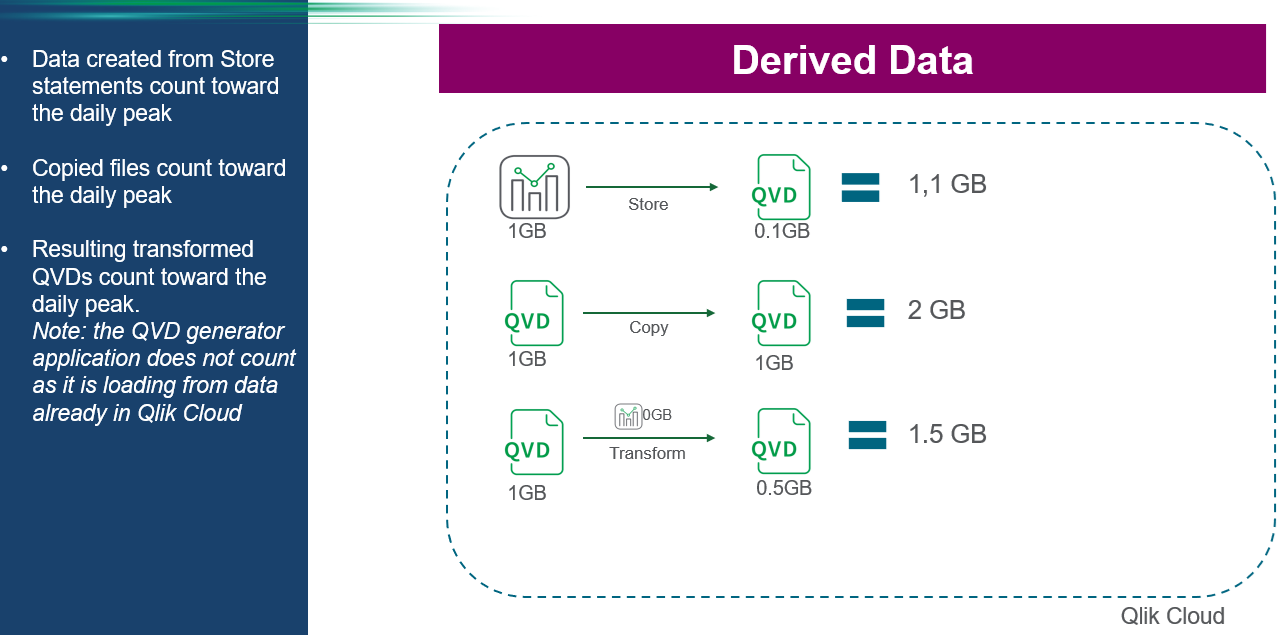 • Data created from Store
statements count toward
the daily peak
• Copied files count toward
the daily peak
• Resulting transformed
QVDs count toward the
daily peak.
Note: the QVD generator
application does not count
as it is loading from data
already in Qlik Cloud
Derived Data
1GB
Store
QVD
0.1GB
1,1 GB
QVD
1GB
Copy
QVD
1GB
2 GB
QVD
1GB
0GB
Transform
QVD
0.5GB
1.5 GB
Qlik Cloud